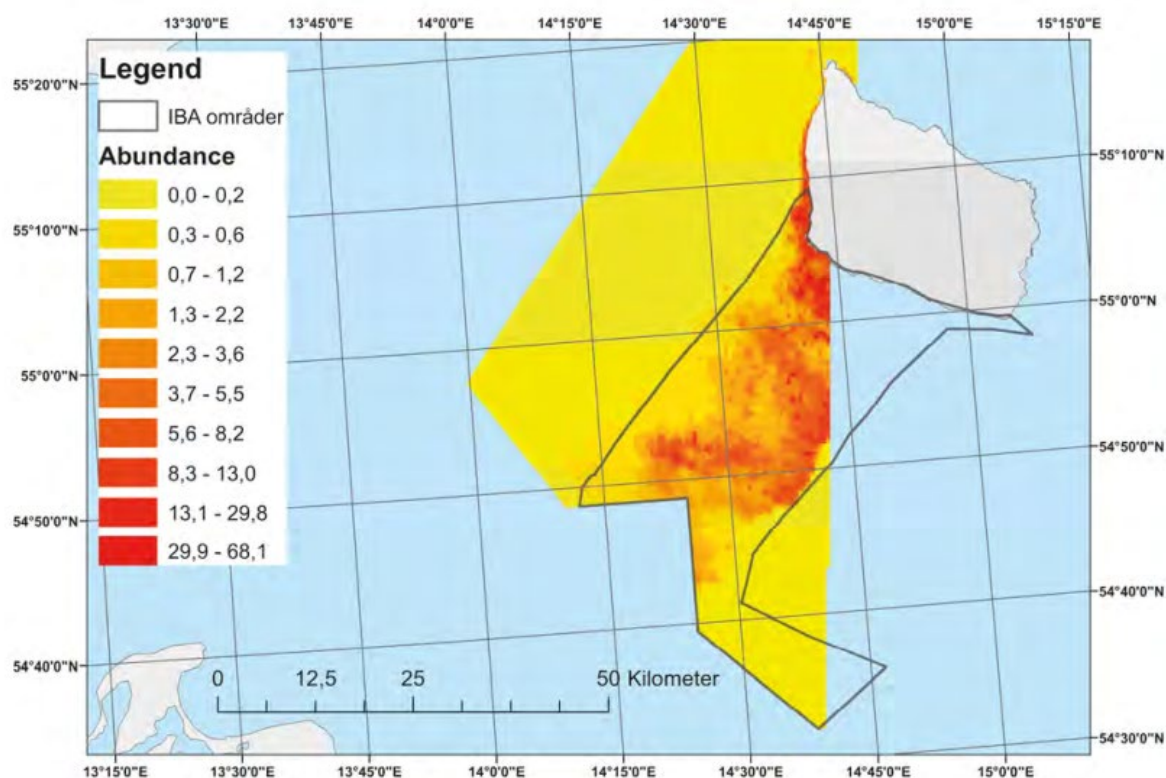 13°30'0"E 13°45'0"E 14°0'0"E 14°15'0"E 14°30'0"E 14°45'0"E 15°0'0"E 15°15'0"E
Legend
55°20'0"N
IBA områder
Abundance
55°10'0"N
0,0 - 0,2
0,3 - 0,6
55°10'0"N
0,7 - 1,2
55°0'0"N
1,3 - 2,2
2,3 - 3,6
55°0'0"N
3,7 - 5,5
5,6 - 8,2
54°50'0"N
8,3 - 13,0
13,1 - 29,8
54°50'0"N
29,9 - 68,1
54°40'0"N
54°40'0"N
0 12,5 25 50 Kilometer
54°30'0"N
13°15'0"E 13°30'0"E 13°45'0"E 14°0'0"E 14°15'0"E 14°30'0"E 14°45'0"E 15°0'0"E